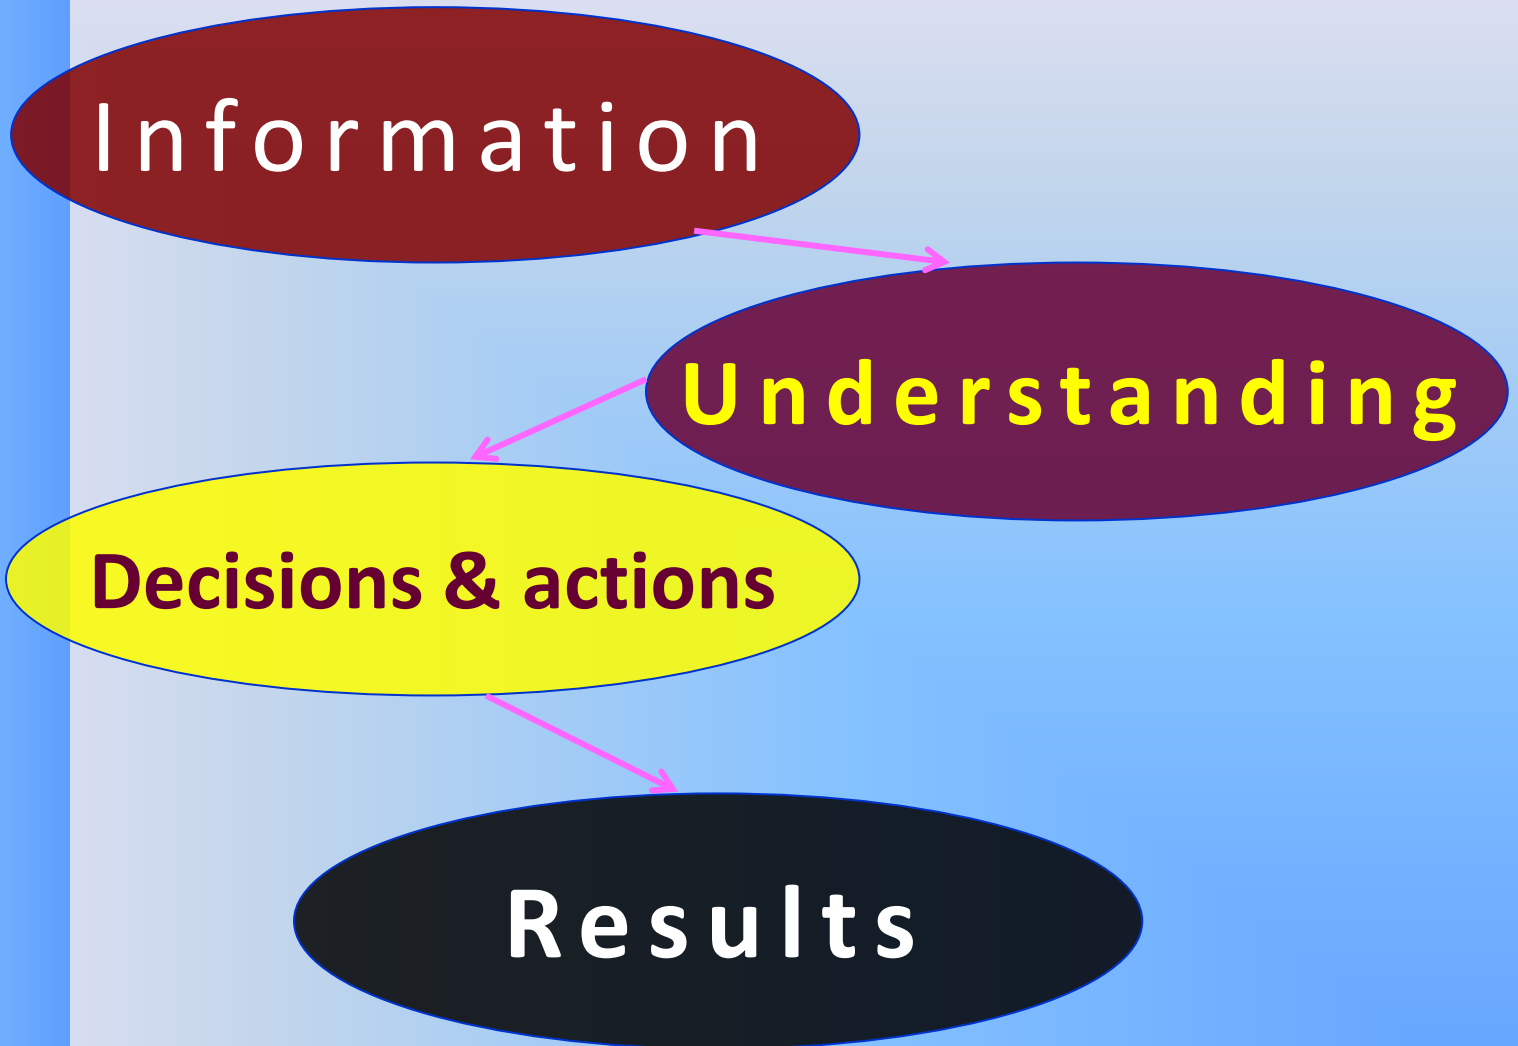 Information
Understanding
Decisions & actions
Results